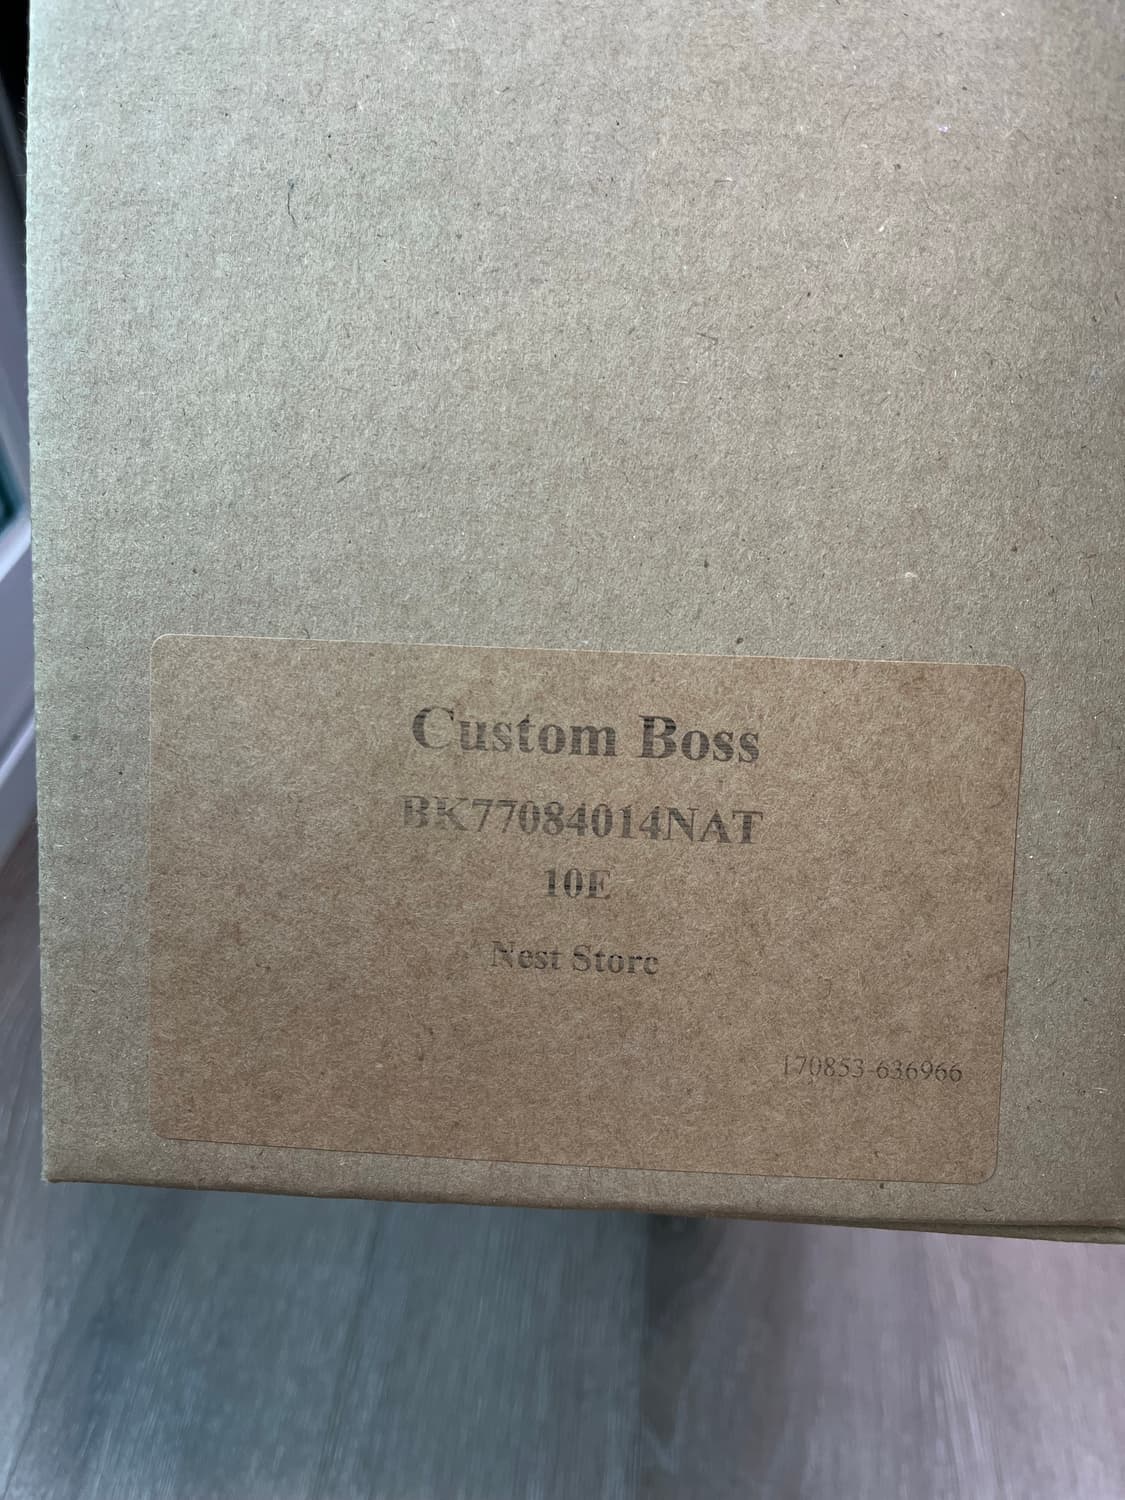 Custom Boss
BK77084014NAT
10E
Nest Store
170853-636966